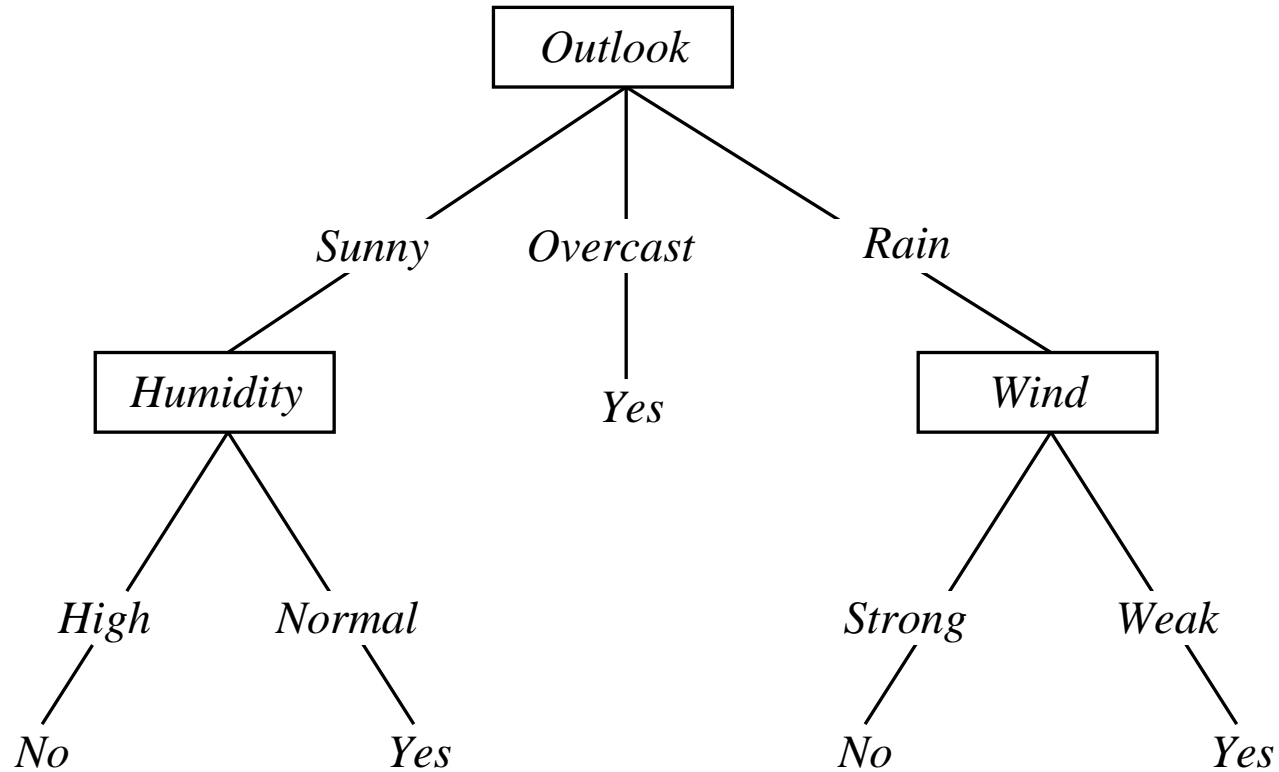 Outlook
Sunny Overcast Rain
Humidity Yes Wind
High Normal Strong Weak
No Yes No Yes